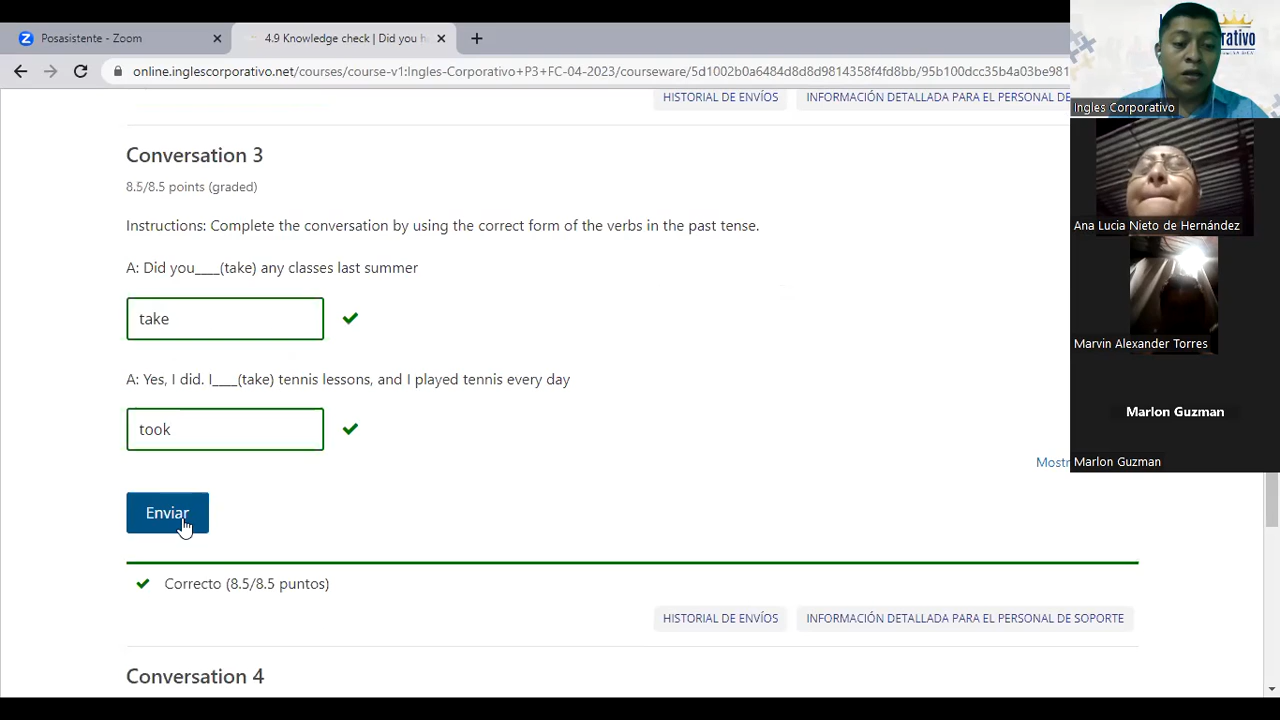 Posasistente - Zoom
4.9 Knowledge check | Did you h
online.inglescorporativo.net/courses/course-v1:Ingles-Corporativo+P3+FC-04-2023/courseware/5d1002b0a6484d8d8d9814358f4fd8bb/95b100dcc35b4a03be981
HISTORIAL DE ENVÍOS
INFORMACIÓN DETALLADA PARA EL PERSONAL DE
Ingles Corporativo
Conversation 3
8.5/8.5 points (graded)
Instructions: Complete the conversation by using the correct form of the verbs in the past tense.
Ana Lucia Nieto de Hernández
A: Did you____(take) any classes last summer
take
Marvin Alexander Torres
A: Yes, I did. I____(take) tennis lessons, and I played tennis every day
Marlon Guzman
took
Mostr
Marlon Guzman
Enviar
Correcto (8.5/8.5 puntos)
HISTORIAL DE ENVÍOS
INFORMACIÓN DETALLADA PARA EL PERSONAL DE SOPORTE
Conversation 4